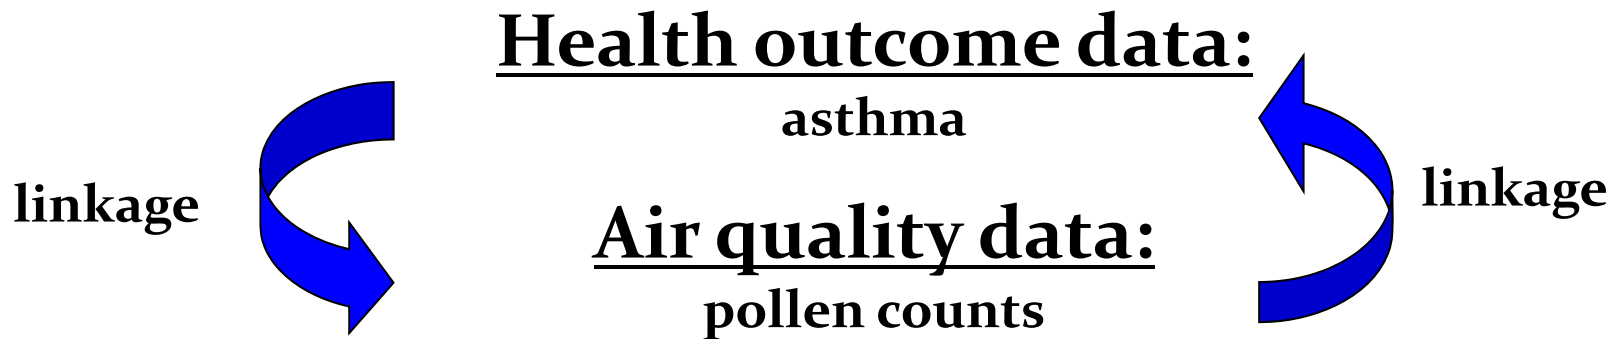 Health outcome data:
asthma
linkage
linkage
Air quality data:
pollen counts